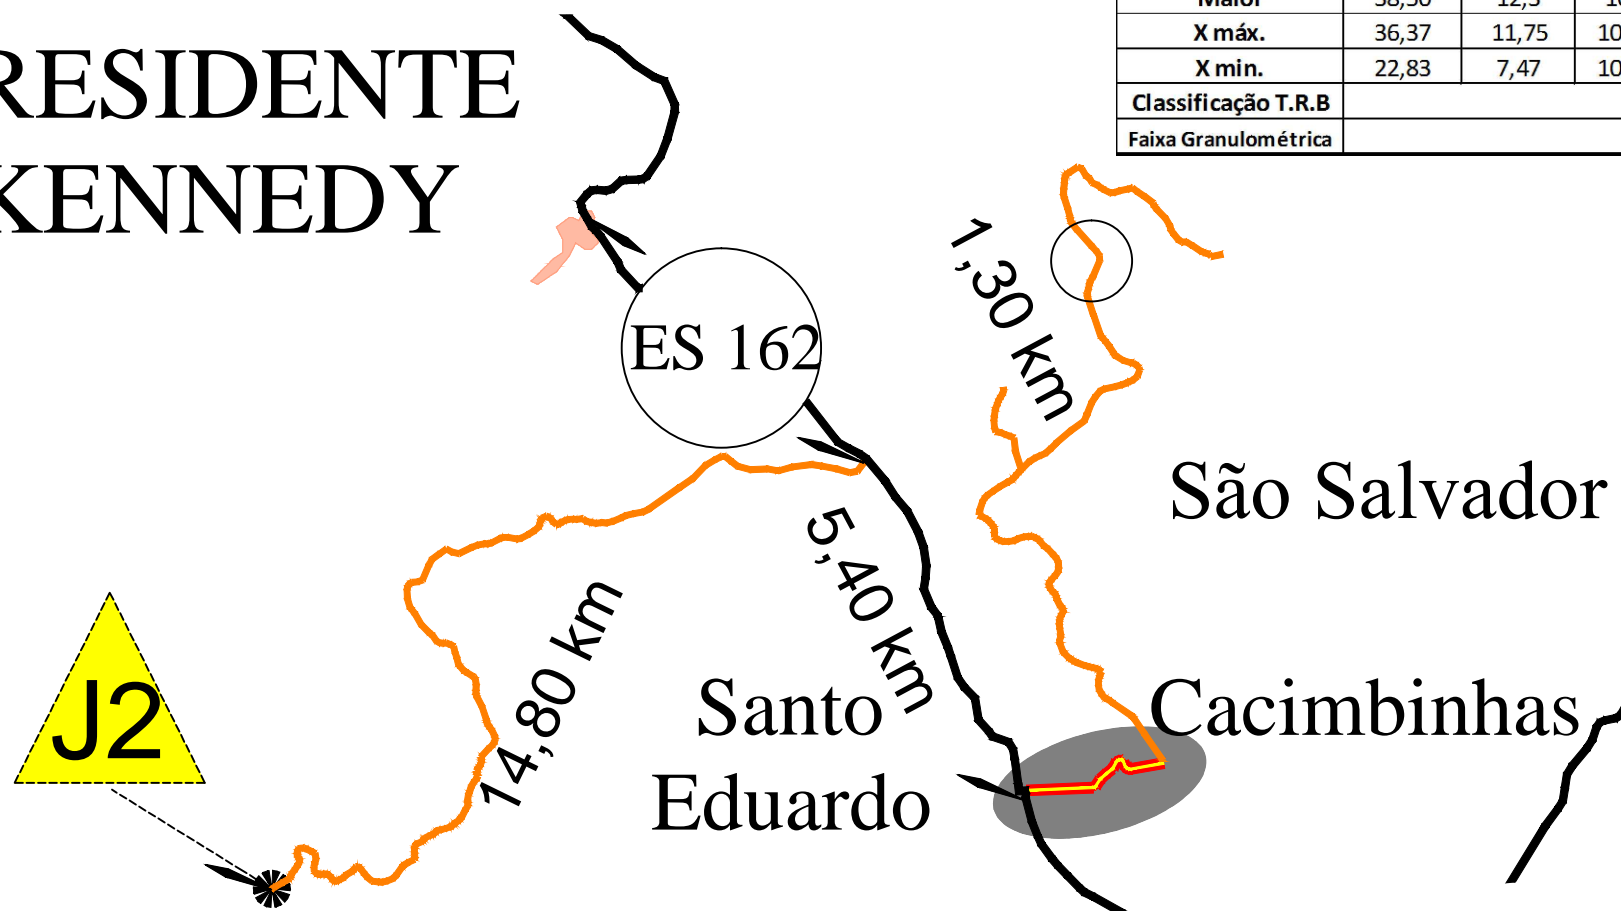 RESIDENTE
KENNEDY
X máx. 36,37 11,75
X min. 22,83 7,47
Classificação T.R.B
Faixa Granulométrica
1,30 km
ES 162
São Salvador
5,40 km
14,80 km
J2
Santo
Eduardo
Cacimbinhas